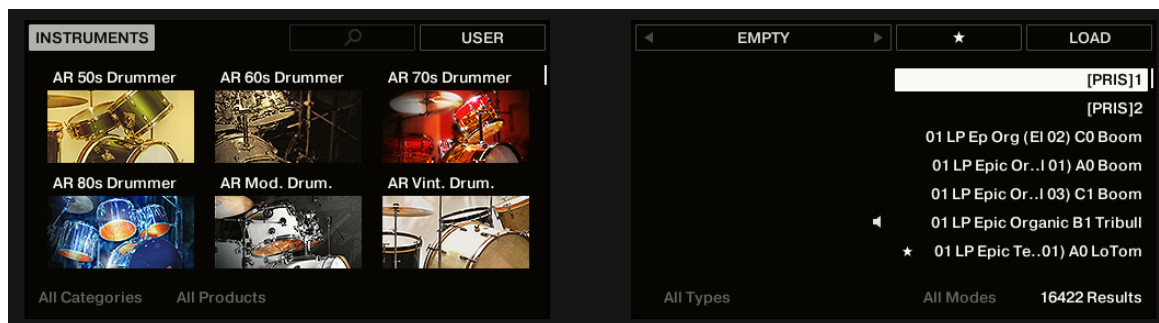 INSTRUMENTS
USER
AR 50s Drummer
AR 60s Drummer
AR 70s Drummer
AR 80s Drummer
AR Mod. Drum.
AR Vint. Drum.
All Categories
All Products
EMPTY
★
LOAD
[PRIS]1
[PRIS]2
01 LP Ep Org (El 02) C0 Boom
01 LP Epic Or..l 01) A0 Boom
01 LP Epic Or..l 03) C1 Boom
01 LP Epic Organic B1 Tribull
★ 01 LP Epic Te..01) A0 LoTom
All Types
All Modes
16422 Results